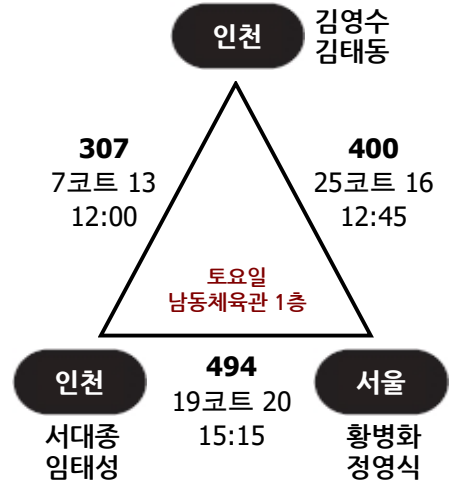 인천
김영수
김태동
307
7코트 13
12:00
400
25코트 16
12:45
토요일
남동체육관 1층
인천
서대종
임태성
494
19코트 20
15:15
서울
황병화
정영식